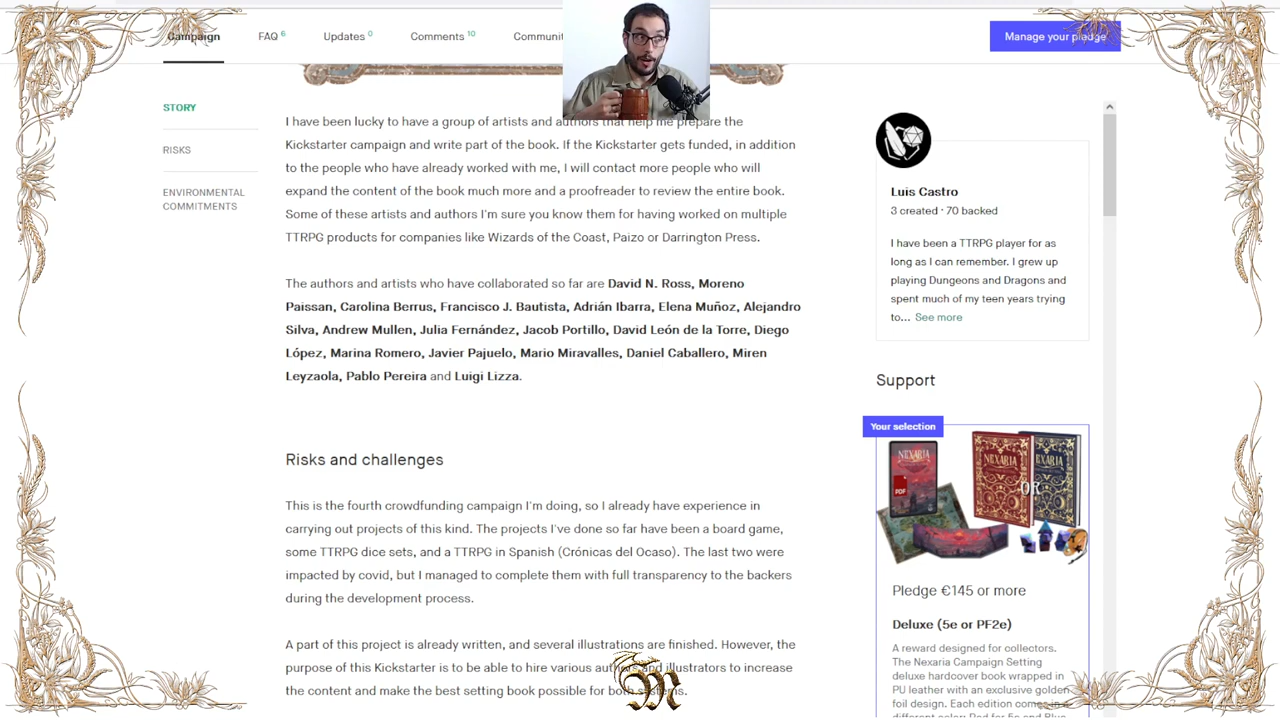 Campaign
FAQ 6
Updates 0
Comments 10
Communit
Manage your pledge
STORY
RISKS
ENVIRONMENTAL
COMMITMENTS
I have been lucky to have a group of artists and authors that help me prepare the
Kickstarter campaign and write part of the book. If the Kickstarter gets funded, in addition
to the people who have already worked with me, I will contact more people who will
expand the content of the book much more and a proofreader to review the entire book.
Some of these artists and authors I'm sure you know them for having worked on multiple
TTRPG products for companies like Wizards of the Coast, Paizo or Darrington Press.
The authors and artists who have collaborated so far are David N. Ross, Moreno
Paissan, Carolina Berrus, Francisco J. Bautista, Adrián Ibarra, Elena Muñoz, Alejandro
Silva, Andrew Mullen, Julia Fernández, Jacob Portillo, David León de la Torre, Diego
López, Marina Romero, Javier Pajuelo, Mario Miravalles, Daniel Caballero, Miren
Leyzaola, Pablo Pereira and Luigi Lizza.
Risks and challenges
This is the fourth crowdfunding campaign I'm doing, so I already have experience in
carrying out projects of this kind. The projects I've done so far have been a board game,
some TTRPG dice sets, and a TTRPG in Spanish (Crónicas del Ocaso). The last two were
impacted by covid, but I managed to complete them with full transparency to the backers
during the development process.
A part of this project is already written, and several illustrations are finished. However, the
purpose of this Kickstarter is to be able to hire various authors and illustrators to increase
the content and make the best setting book possible for both systems.
Luis Castro
3 created · 70 backed
I have been a TTRPG player for as
long as I can remember. I grew up
playing Dungeons and Dragons and
spent much of my teen years trying
to... See more
Support
Your selection
NEXARIA
PDF
NEXARIA
OR
EXARIA
Pledge €145 or more
Deluxe (5e or PF2e)
A reward designed for collectors.
The Nexaria Campaign Setting
deluxe hardcover book wrapped in
PU leather with an exclusive golden
foil design. Each edition comes in a
different color: Red for 5e and Blue
M